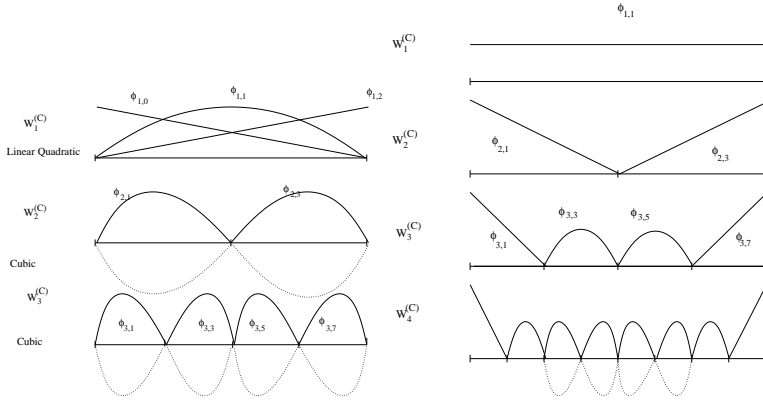 ϕ1,0
ϕ1,1
ϕ1,2
W1(C)
Linear Quadratic
ϕ2,1
ϕ2,3
W2(C)
Cubic
W3(C)
ϕ3,1
ϕ3,3
ϕ3,5
ϕ3,7
Cubic
ϕ1,1
W1(C)
W2(C)
ϕ2,1
ϕ2,3
W3(C)
ϕ3,1
ϕ3,3
ϕ3,5
ϕ3,7
W4(C)